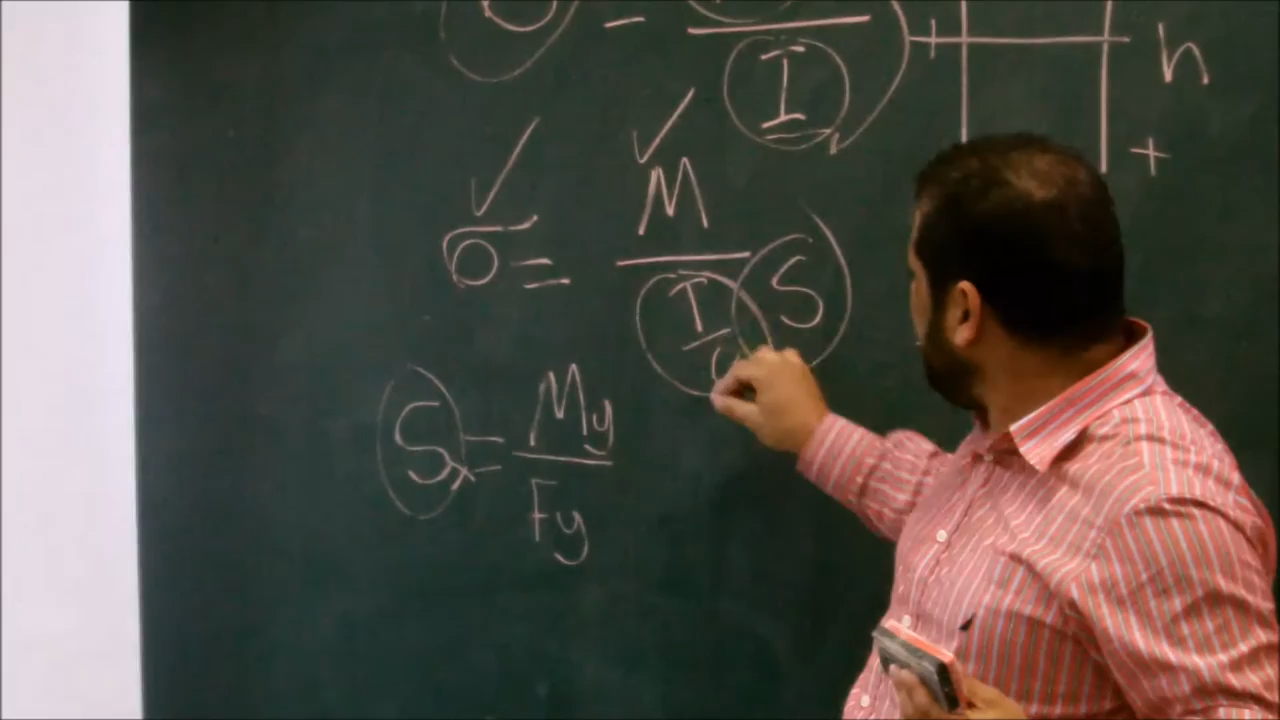 I
h
+
+
σ = M / I S
Sx = My / Fy